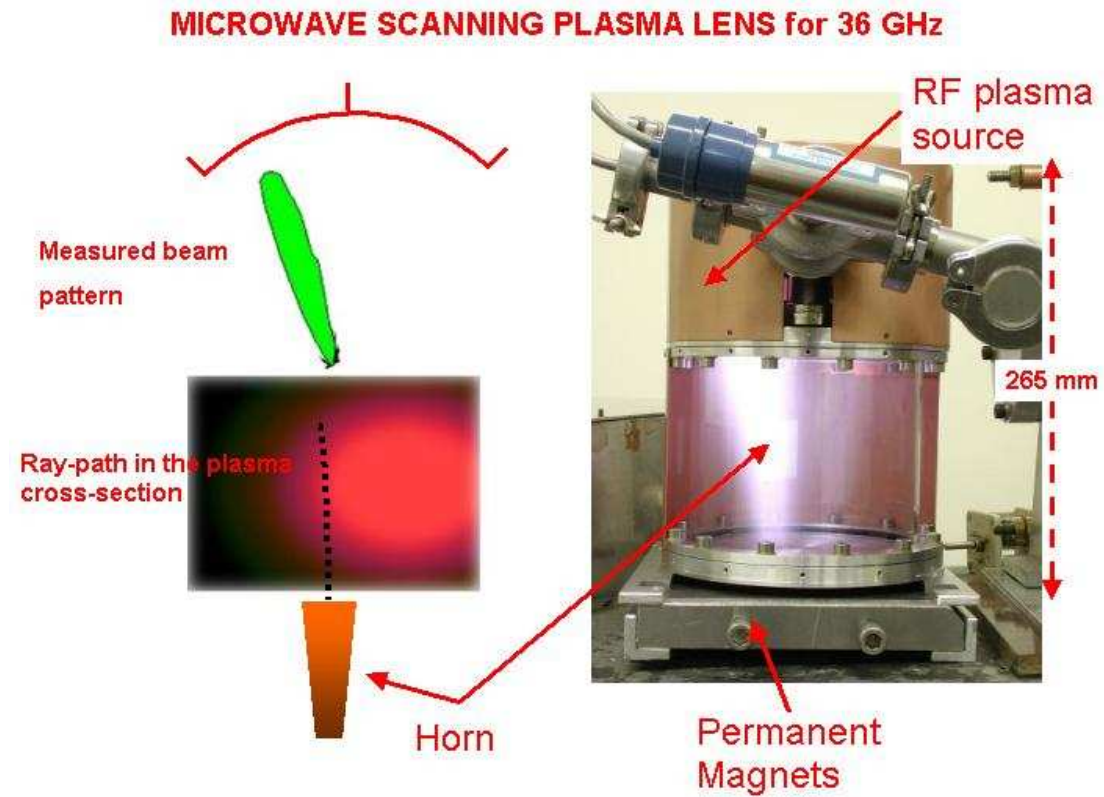 MICROWAVE SCANNING PLASMA LENS for 36 GHz
RF plasma
source
Measured beam
pattern
265 mm
Ray-path in the plasma
cross-section
Horn
Permanent
Magnets